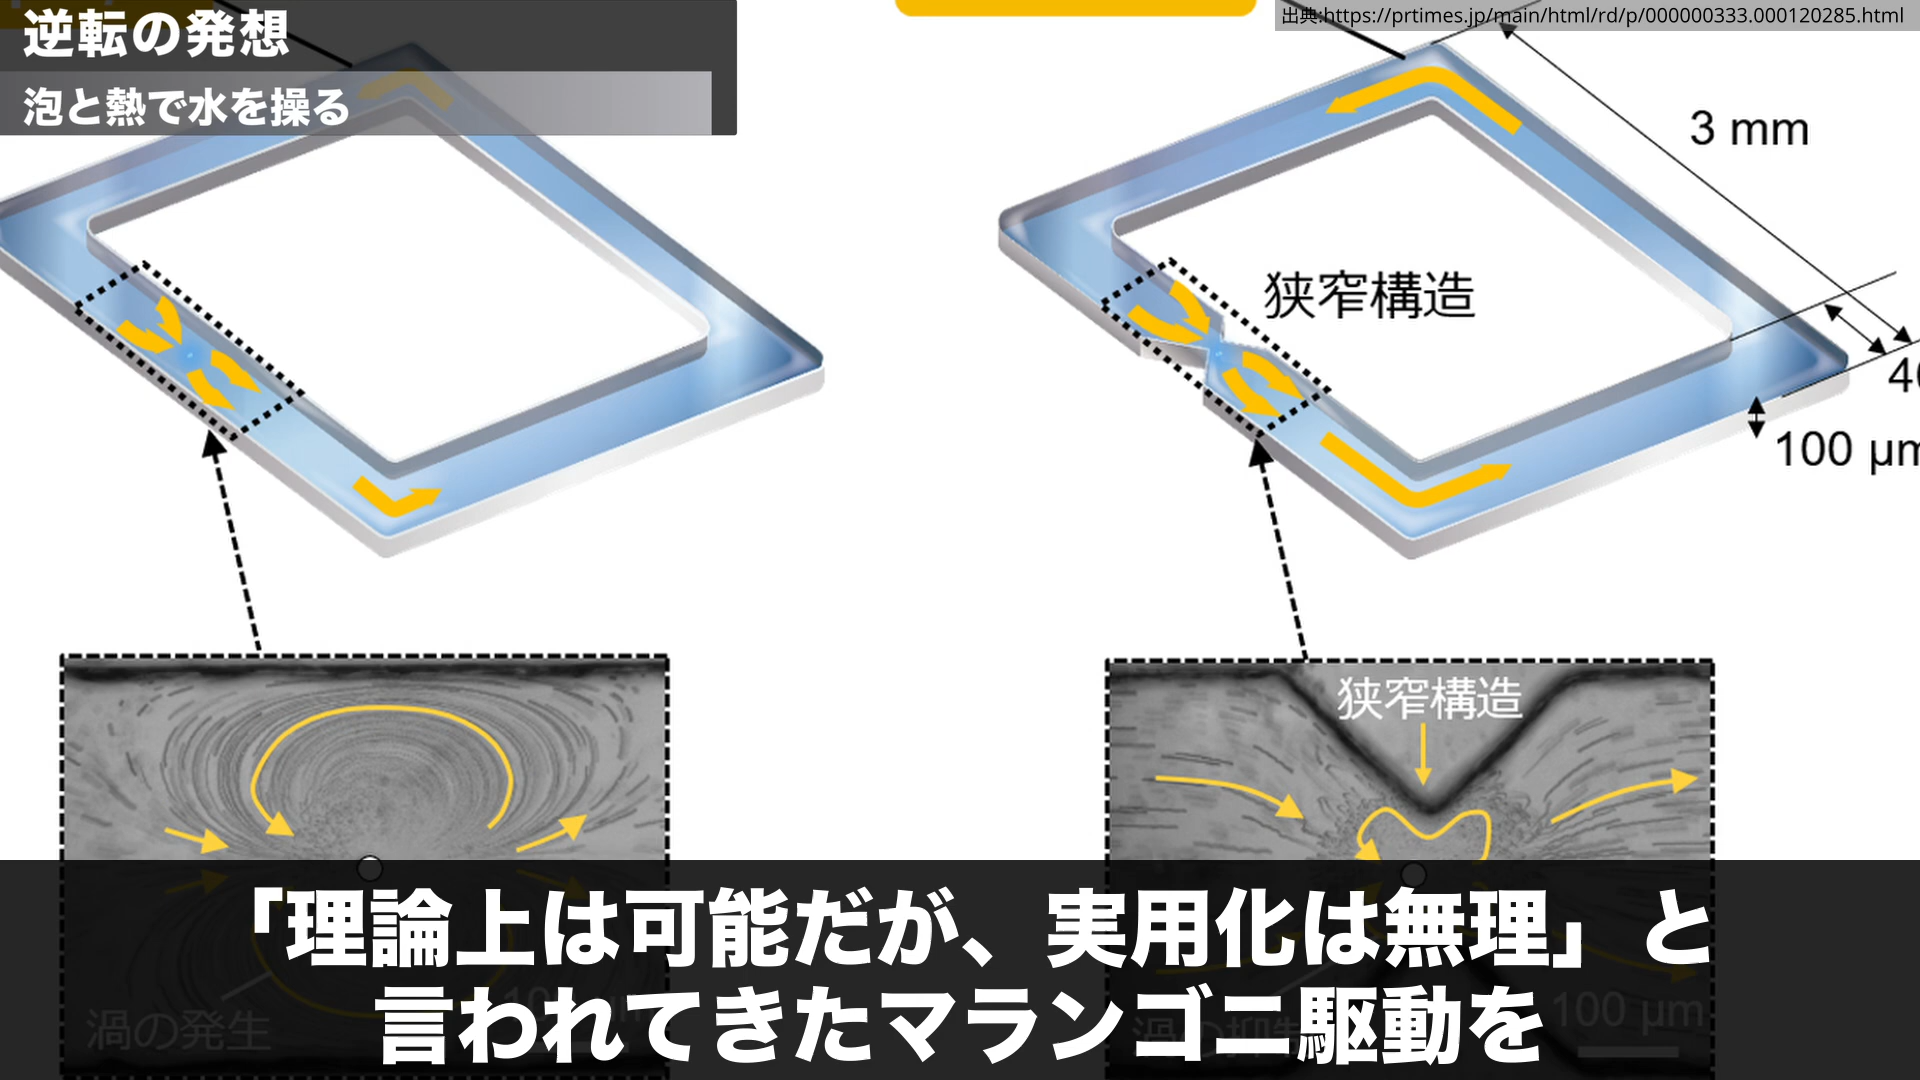 逆転の発想
泡と熱で水を操る
出典:https://prtimes.jp/main/html/rd/p/000000333.000120285.html
3 mm
狭窄構造
100 μm
狭窄構造
「理論上は可能だが、実用化は無理」と
言われてきたマランゴニ駆動を
渦の発生
100 μm